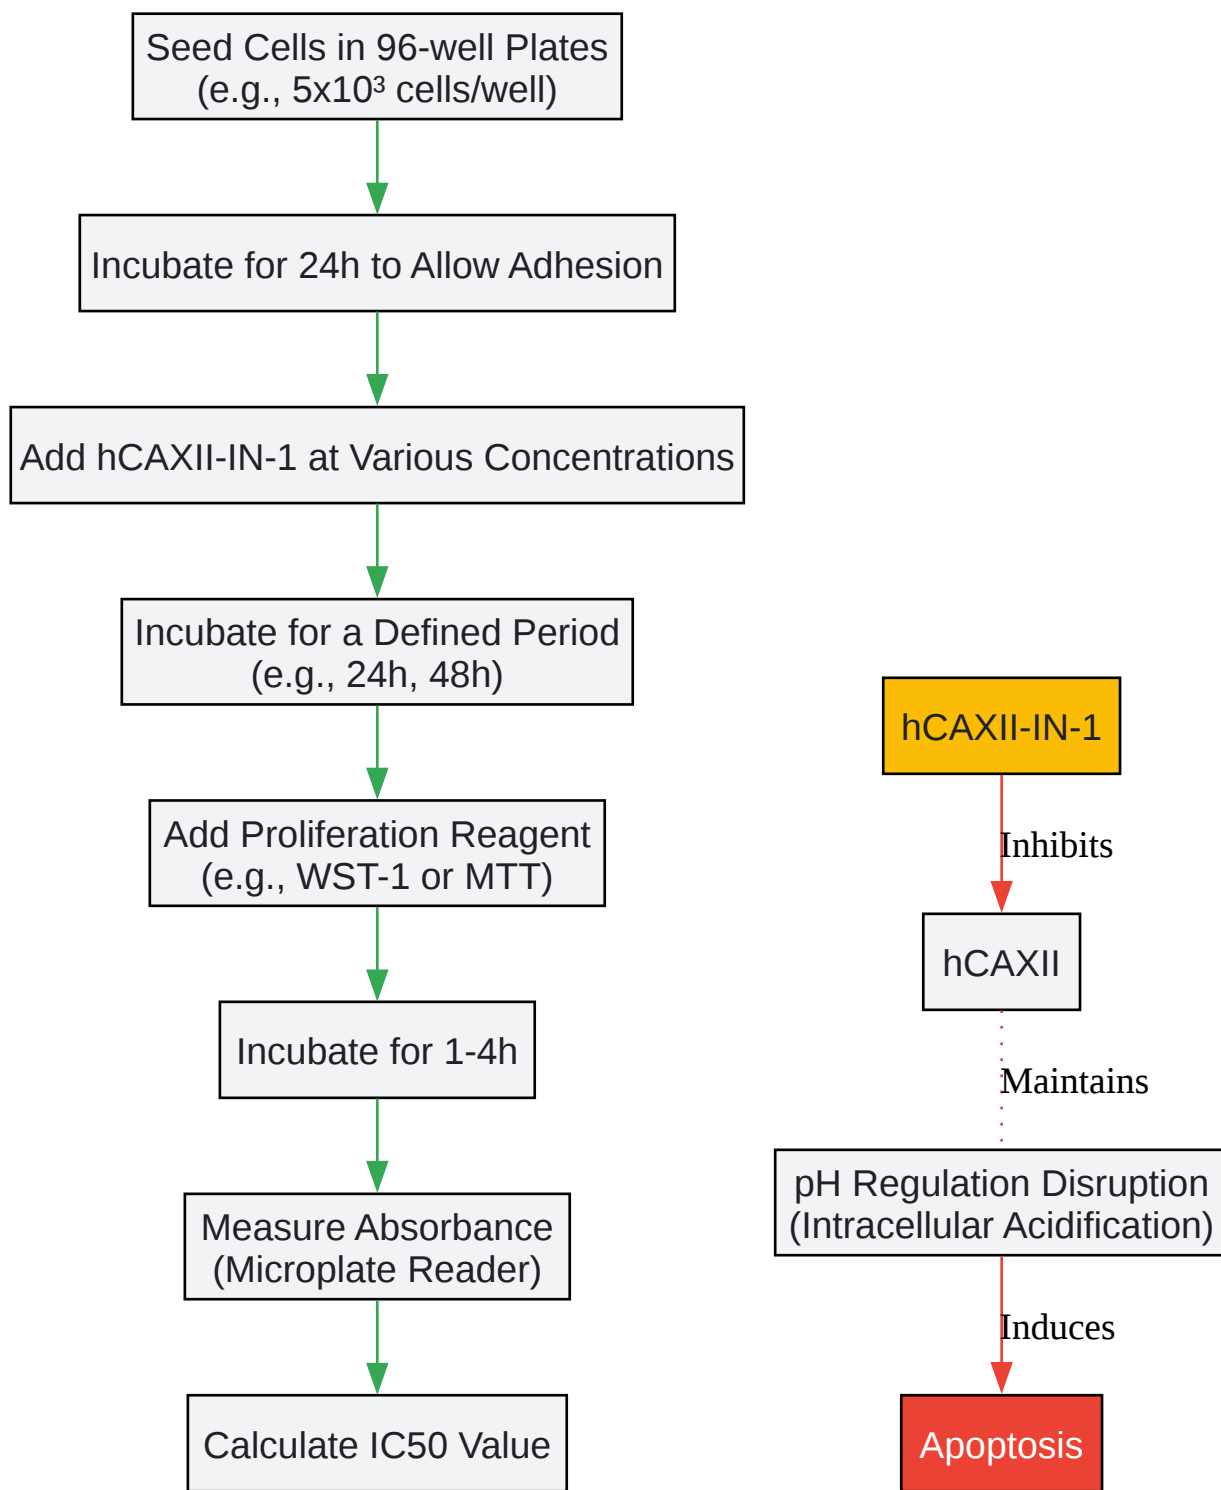 Seed Cells in 96-well Plates
(e.g., 5x10³ cells/well)
Incubate for 24h to Allow Adhesion
Add hCAXII-IN-1 at Various Concentrations
Incubate for a Defined Period
(e.g., 24h, 48h)
Add Proliferation Reagent
(e.g., WST-1 or MTT)
Incubate for 1-4h
Measure Absorbance
(Microplate Reader)
Calculate IC50 Value
hCAXII-IN-1
Inhibits
hCAXII
Maintains
pH Regulation Disruption
(Intracellular Acidification)
Induces
Apoptosis